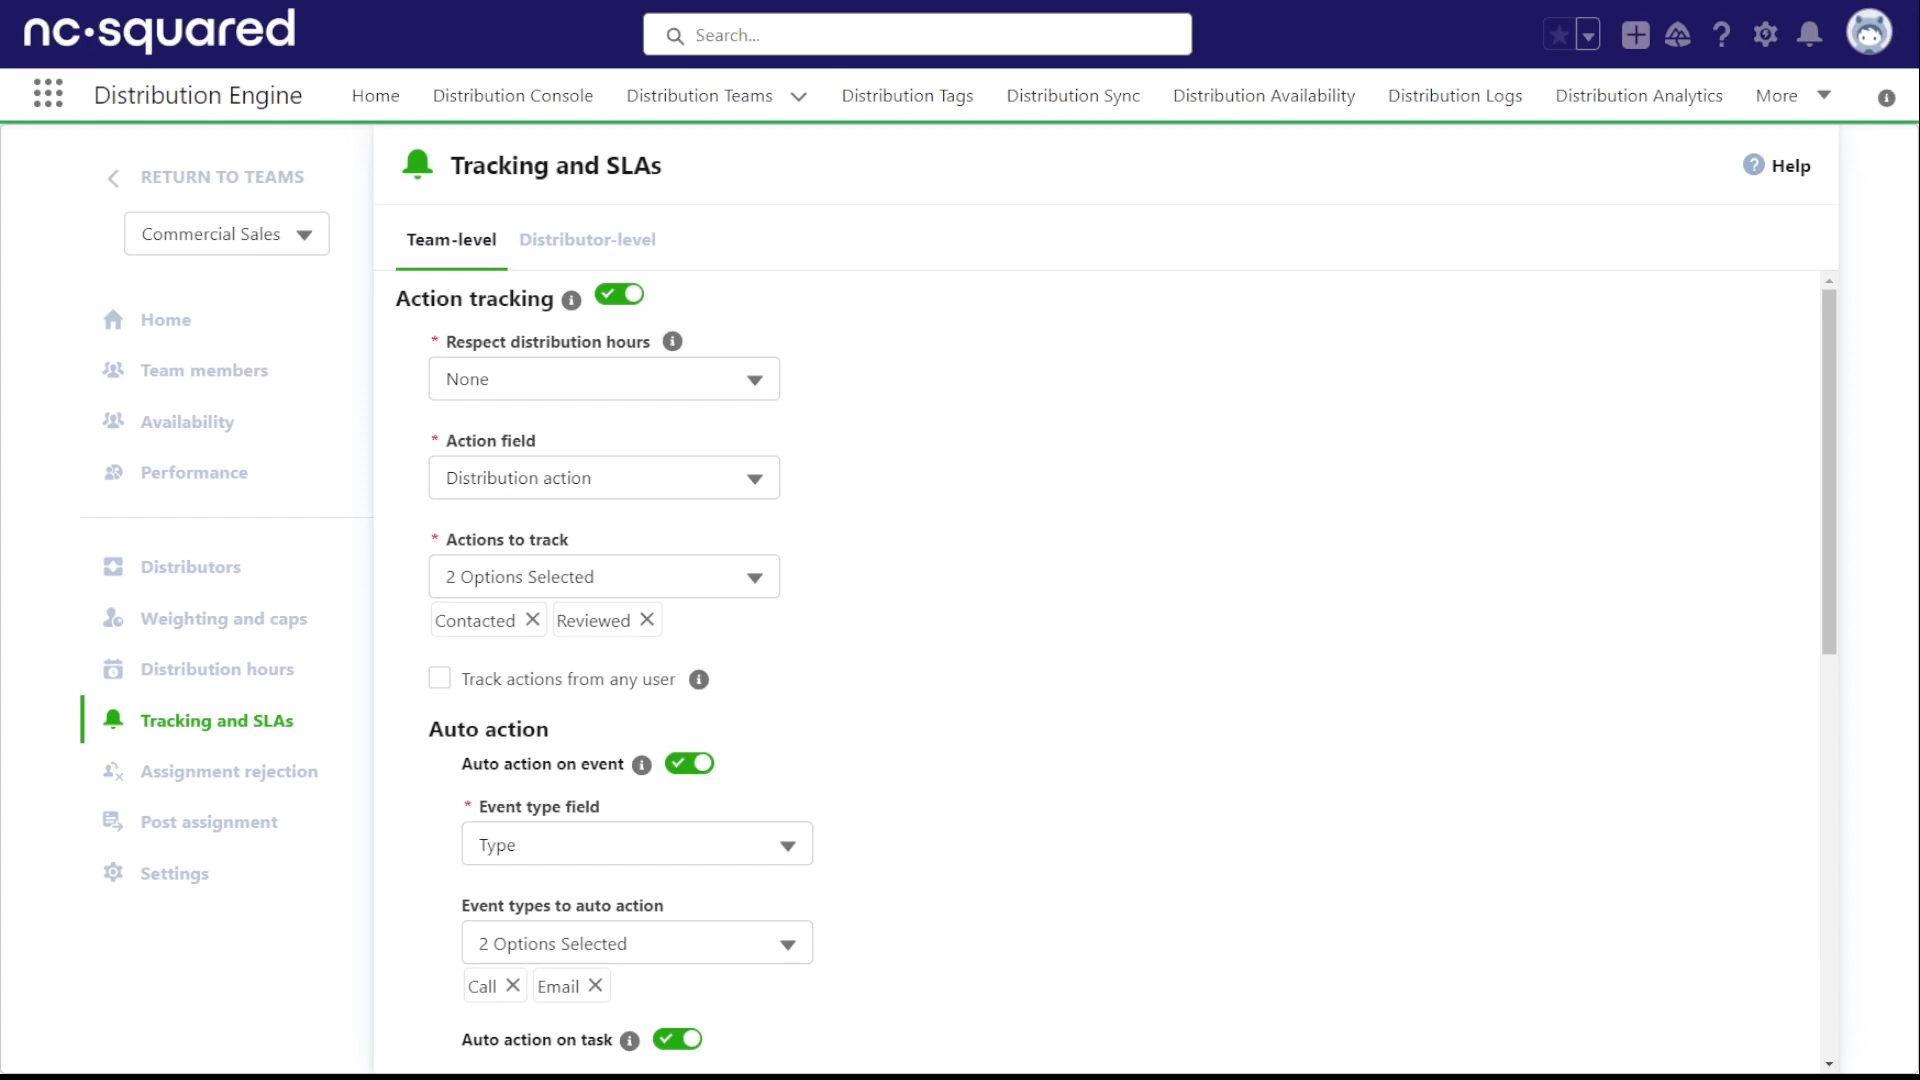 nc·squared
Search...
Distribution Engine
Home
Distribution Console
Distribution Teams
Distribution Tags
Distribution Sync
Distribution Availability
Distribution Logs
Distribution Analytics
More
RETURN TO TEAMS
Commercial Sales
Home
Team members
Availability
Performance
Distributors
Weighting and caps
Distribution hours
Tracking and SLAs
Assignment rejection
Post assignment
Settings
Tracking and SLAs
Help
Team-level
Distributor-level
Action tracking
* Respect distribution hours
None
* Action field
Distribution action
* Actions to track
2 Options Selected
Contacted
Reviewed
Track actions from any user
Auto action
Auto action on event
* Event type field
Type
Event types to auto action
2 Options Selected
Call
Email
Auto action on task